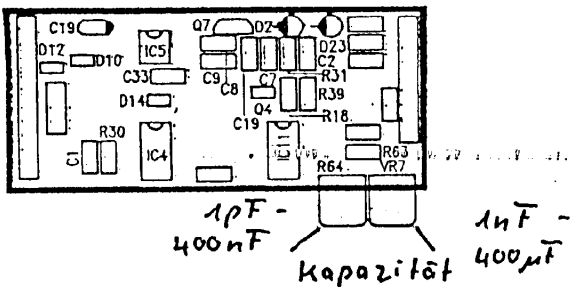 C19
Q7
D2
IC5
D12
D10
D23
C33
C9
C8
C7
C2
R31
D14
Q4
R39
C19
R18
C1
R30
IC4
IC11
R63
R64
VR7
1pF -
400nF
1nF -
400µF
Kapazität